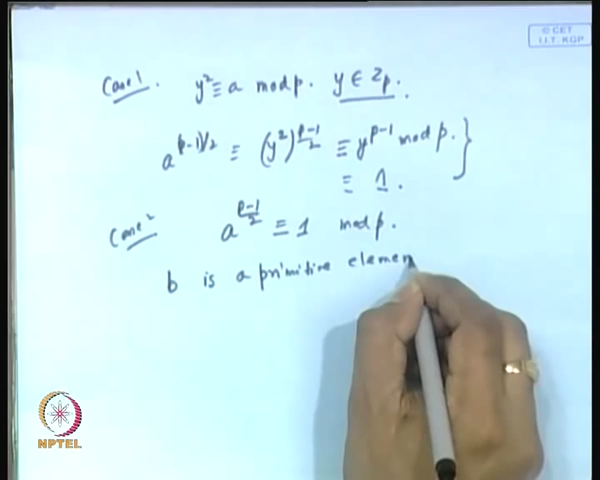 © CET
I.I.T. KGP
Case 1. y² ≡ a mod p. y ∈ Zp.
a^(p-1)/2 ≡ (y²)^(p-1)/2 ≡ y^p-1 mod p.
≡ 1.
Case 2 a^(p-1)/2 ≡ 1 mod p.
b is a primitive elemen
NPTEL